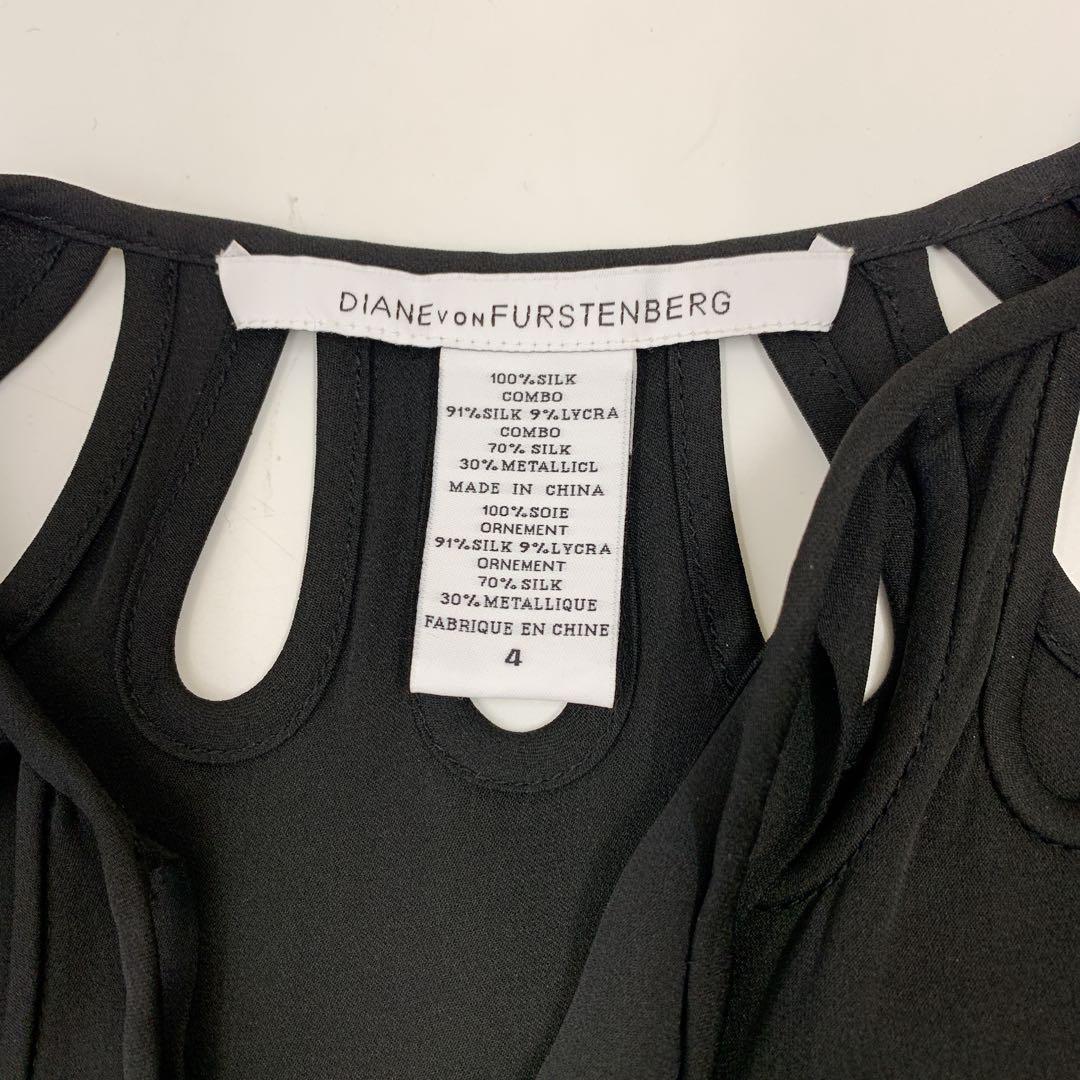 DIANE VON FURSTENBERG
100% SILK
COMBO
91% SILK 9% LYCRA
COMBO
70% SILK
30% METALLICL
MADE IN CHINA
100% SOIE
ORNEMENT
91% SILK 9% LYCRA
ORNEMENT
70% SILK
30% METALLIQUE
FABRIQUE EN CHINE
4